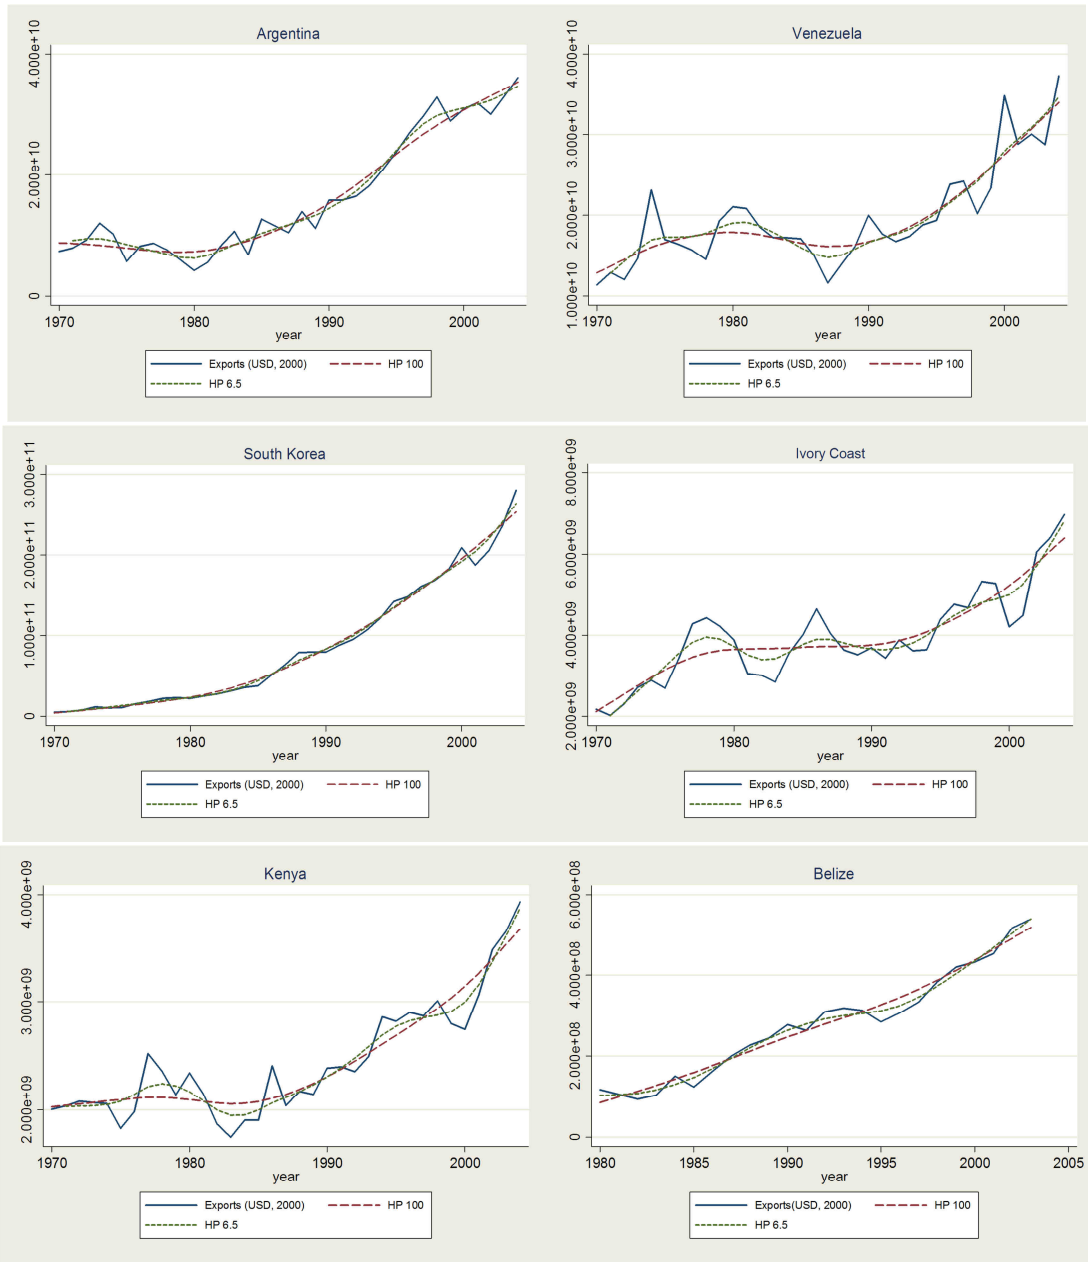 Argentina
4.000e+10
2.000e+10
0
1970 1980 1990 2000
year
Exports (USD, 2000) HP 100
HP 6.5
Venezuela
4.000e+10
3.000e+10
2.000e+10
1.000e+10
1970 1980 1990 2000
year
Exports (USD, 2000) HP 100
HP 6.5
South Korea
3.000e+11
2.000e+11
1.000e+11
0
1970 1980 1990 2000
year
Exports (USD, 2000) HP 100
HP 6.5
Ivory Coast
8.000e+09
6.000e+09
4.000e+09
2.000e+09
1970 1980 1990 2000
year
Exports (USD, 2000) HP 100
HP 6.5
Kenya
4.000e+09
3.000e+09
2.000e+09
1970 1980 1990 2000
year
Exports (USD, 2000) HP 100
HP 6.5
Belize
6.000e+08
4.000e+08
2.000e+08
0
1980 1985 1990 1995 2000 2005
year
Exports(USD, 2000) HP 100
HP 6.5